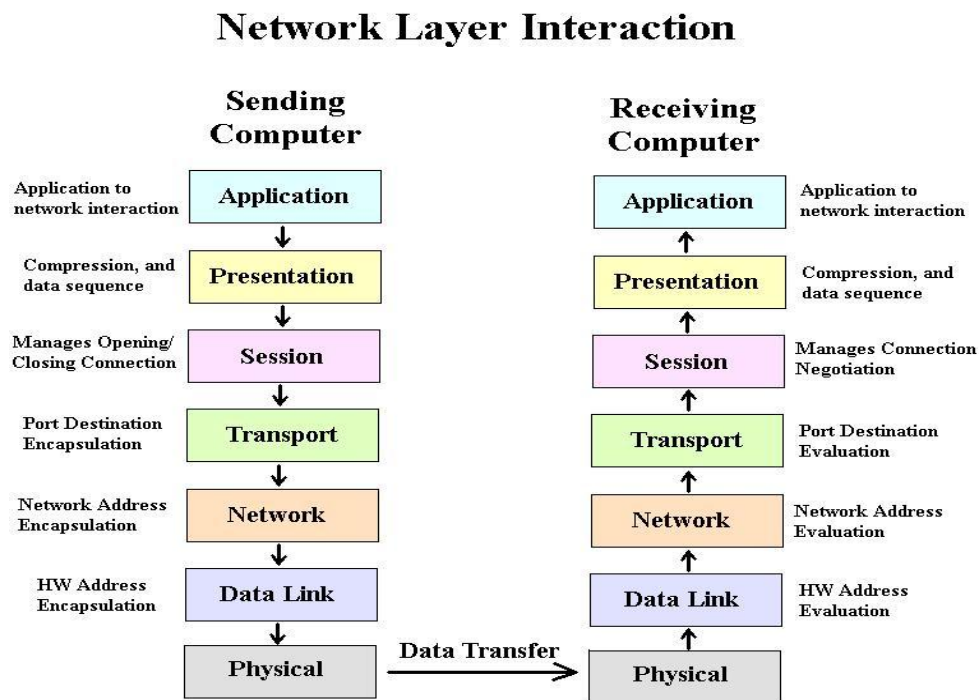 Network Layer Interaction
Sending
Computer
Receiving
Computer
Application to
network interaction
Application
Application
Application to
network interaction
Compression, and
data sequence
Presentation
Presentation
Compression, and
data sequence
Manages Opening/
Closing Connection
Session
Session
Manages Connection
Negotiation
Port Destination
Encapsulation
Transport
Transport
Port Destination
Evaluation
Network Address
Encapsulation
Network
Network
Network Address
Evaluation
HW Address
Encapsulation
Data Link
Data Link
HW Address
Evaluation
Physical
Data Transfer
Physical